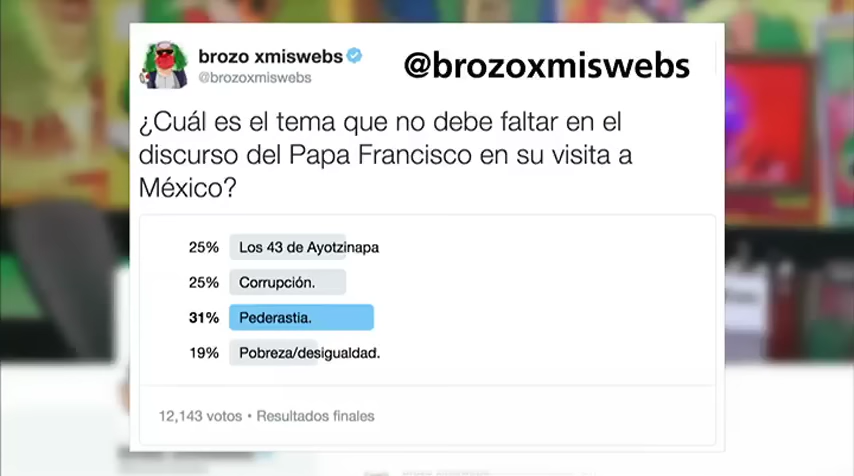 brozo xmiswebs
@brozoxmiswebs
@brozoxmiswebs
¿Cuál es el tema que no debe faltar en el
discurso del Papa Francisco en su visita a
México?
25% Los 43 de Ayotzinapa
25% Corrupción.
31% Pederastia.
19% Pobreza/desigualdad.
12,143 votos • Resultados finales